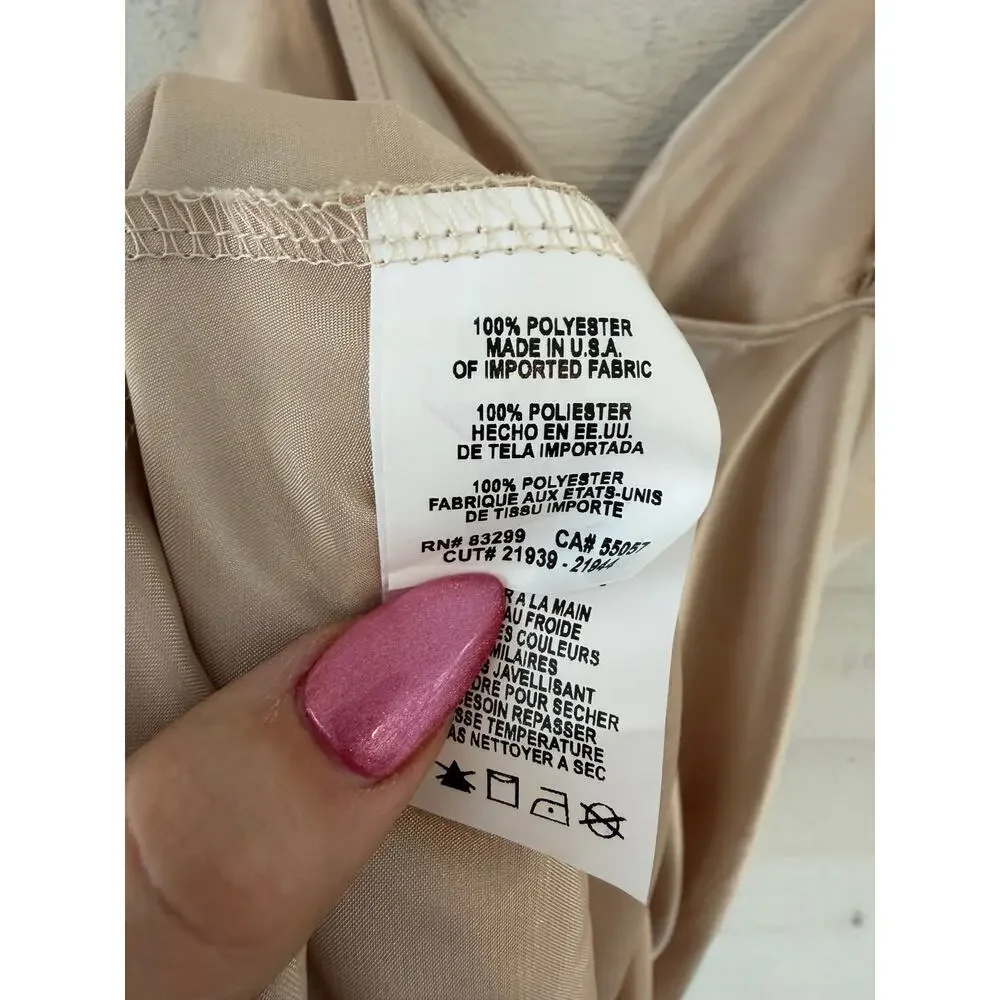 100% POLYESTER
MADE IN U.S.A.
OF IMPORTED FABRIC
100% POLIESTER
HECHO EN EE.UU.
DE TELA IMPORTADA
100% POLYESTER
FABRIQUE AUX ETATS-UNIS
DE TISSU IMPORTE
RN# 83299 CA# 55057
CUT# 21939 - 21944
A LA MAIN
FROIDE
COULEURS
JAVELLISANT
POUR SECHER
REPASSER
TEMPERATURE
NETTOYER A SEC